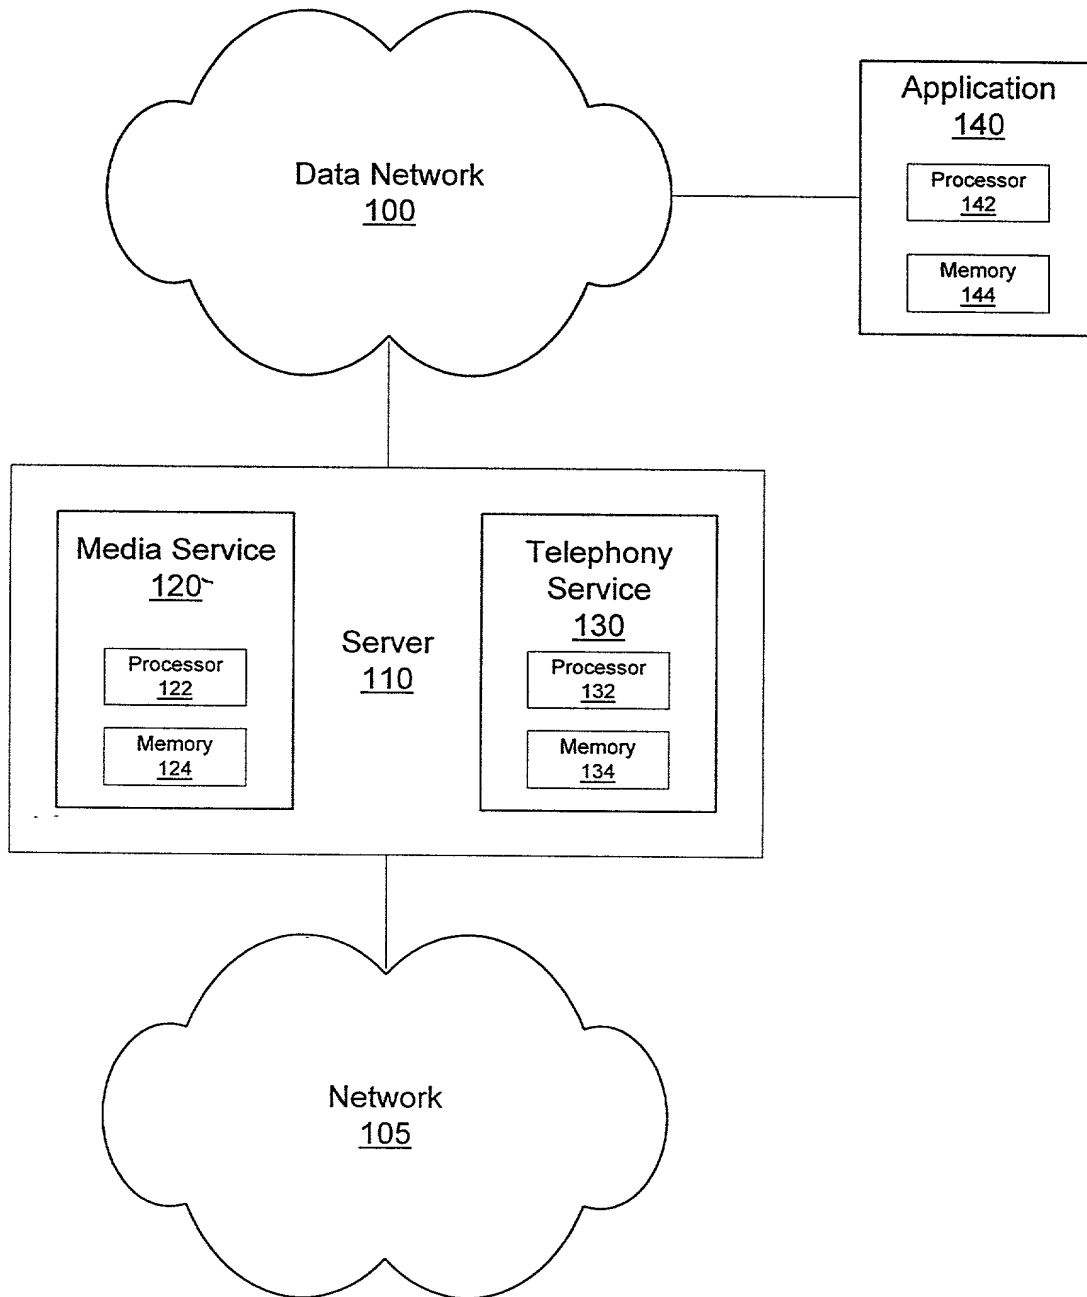 Data Network
100
Application
140
Processor
142
Memory
144
Media Service
120
Processor
122
Memory
124
Server
110
Telephony
Service
130
Processor
132
Memory
134
Network
105